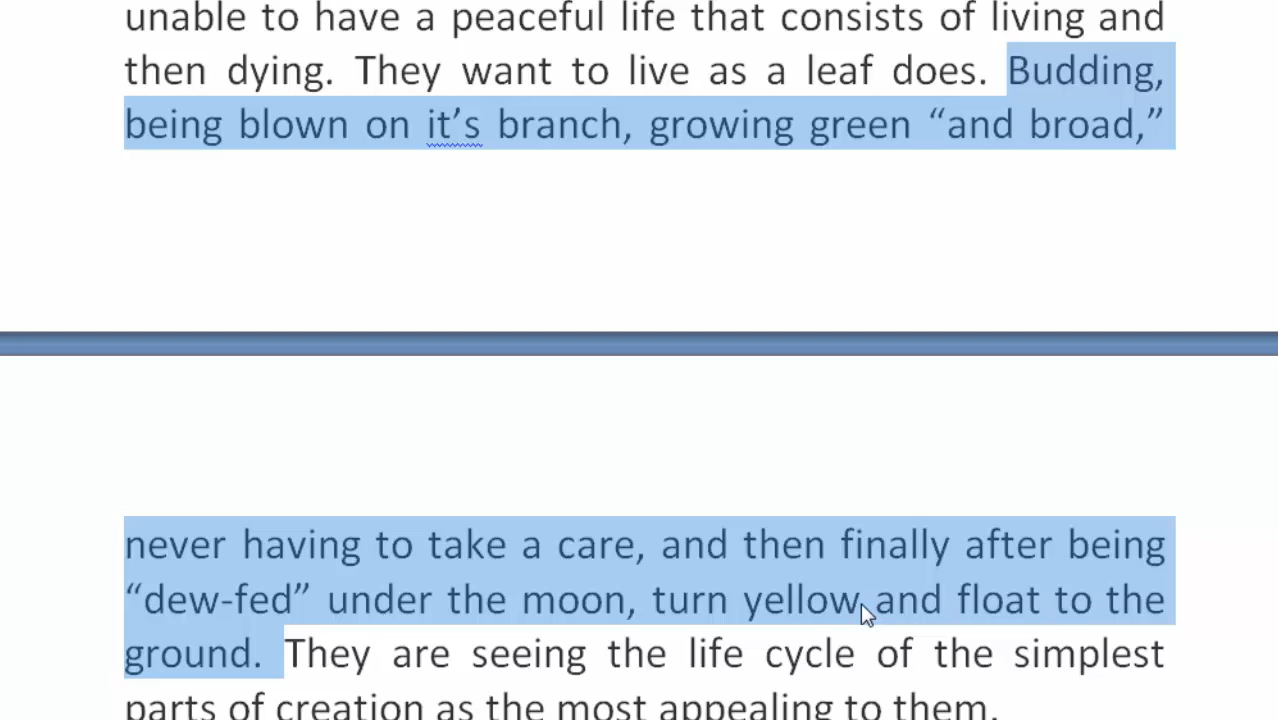 unable to have a peaceful life that consists of living and
then dying. They want to live as a leaf does. Budding,
being blown on it’s branch, growing green “and broad,”
never having to take a care, and then finally after being
“dew-fed” under the moon, turn yellow and float to the
ground. They are seeing the life cycle of the simplest
parts of creation as the most appealing to them.